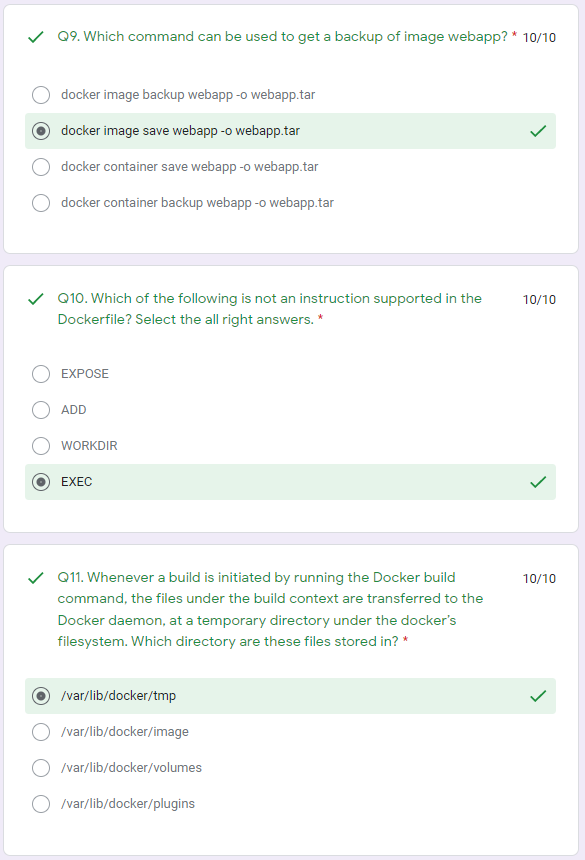 Q9. Which command can be used to get a backup of image webapp? * 10/10
docker image backup webapp -o webapp.tar
docker image save webapp -o webapp.tar
docker container save webapp -o webapp.tar
docker container backup webapp -o webapp.tar
Q10. Which of the following is not an instruction supported in the 10/10
Dockerfile? Select the all right answers. *
EXPOSE
ADD
WORKDIR
EXEC
Q11. Whenever a build is initiated by running the Docker build 10/10
command, the files under the build context are transferred to the
Docker daemon, at a temporary directory under the docker's
filesystem. Which directory are these files stored in? *
/var/lib/docker/tmp
/var/lib/docker/image
/var/lib/docker/volumes
/var/lib/docker/plugins